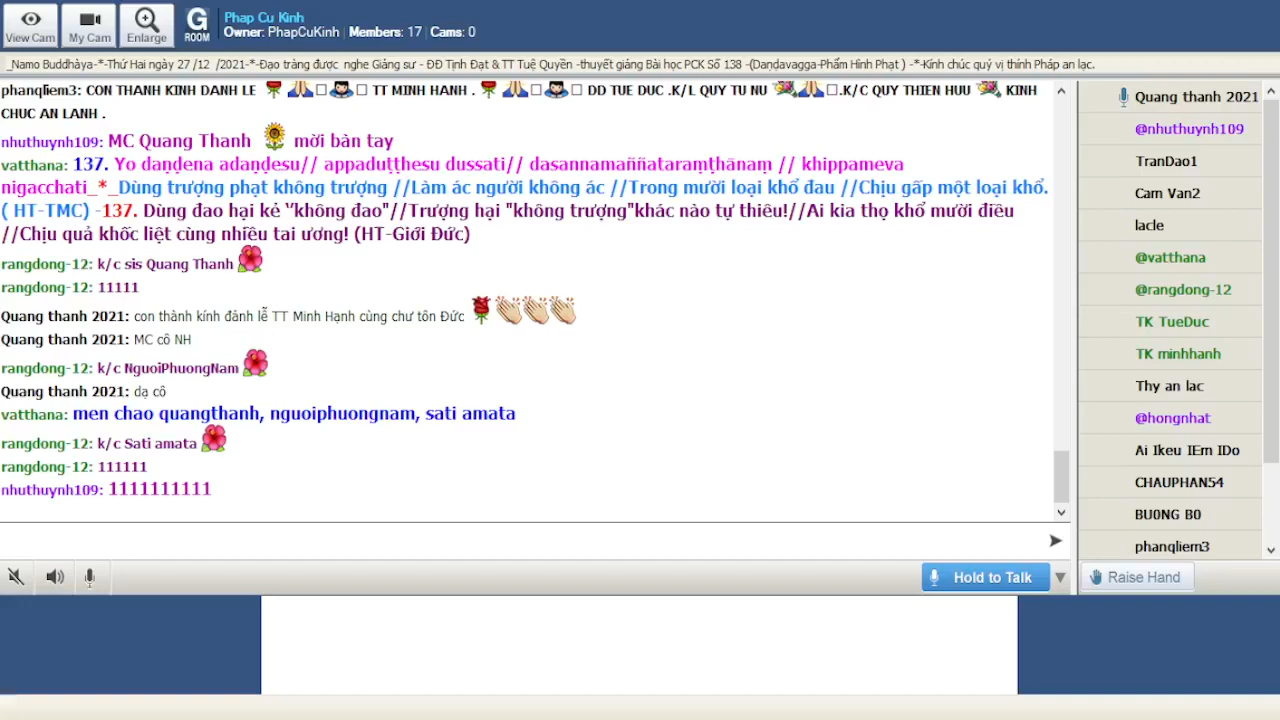 View Cam
My Cam
Enlarge
G
ROOM
Phap Cu Kinh
Owner: PhapCuKinh | Members: 17 | Cams: 0
_Namo Buddhàya-*-Thứ Hai ngày 27 /12 /2021-*-Đạo tràng được nghe Giảng sư - ĐĐ Tịnh Đạt & TT Tuệ Quyền -thuyết giảng Bài học PCK Số 138 -(Daṇḍavagga-Phẩm Hình Phạt ) -*-Kính chúc quý vị thính Pháp an lạc.
phanqliem3: CON THANH KINH DANH LE TT MINH HANH . DD TUE DUC .K/L QUY TU NU .K/C QUY THIEN HUU KINH
CHUC AN LANH .
nhuthuynh109: MC Quang Thanh mời bàn tay
vatthana: 137. Yo daṇḍena adaṇḍesu// appaduṭṭhesu dussati// dasannamaññataraṃṭhānaṃ // khippameva
nigacchati_*_Dùng trượng phạt không trượng //Làm ác người không ác //Trong mười loại khổ đau //Chịu gấp một loại khổ.
( HT-TMC) -137. Dùng đao hại kẻ "không đao"//Trượng hại "không trượng"khác nào tự thiêu!//Ai kia thọ khổ mười điều
//Chịu quả khốc liệt cùng nhiều tai ương! (HT-Giới Đức)
rangdong-12: k/c sis Quang Thanh
rangdong-12: 11111
Quang thanh 2021: con thành kính đảnh lễ TT Minh Hạnh cùng chư tôn Đức
Quang thanh 2021: MC cô NH
rangdong-12: k/c NguoiPhuongNam
Quang thanh 2021: dạ cô
vatthana: men chao quangthanh, nguoiphuongnam, sati amata
rangdong-12: k/c Sati amata
rangdong-12: 111111
nhuthuynh109: 1111111111
Hold to Talk
Quang thanh 2021
@nhuthuynh109
TranDao1
Cam Van2
lacle
@vatthana
@rangdong-12
TK TueDuc
TK minhhanh
Thy an lac
@hongnhat
Ai Ikeu IEm IDo
CHAUPHAN54
BU0NG B0
phanqliem3
Raise Hand